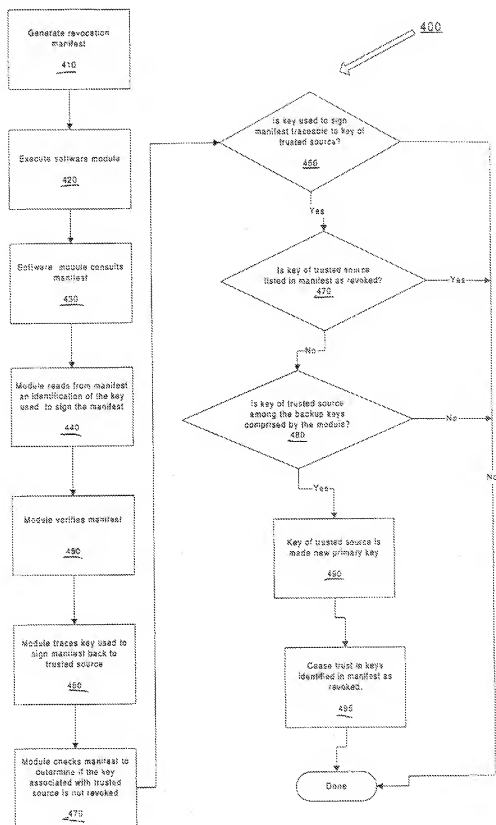 400
Generate revocation
manifest
410
Execute software module
420
Software module consults
manifest
430
Module reads from manifest
an identification of the key
used to sign the manifest
440
Module verifies manifest
450
Module traces key used to
sign manifest back to
trusted source
460
Module checks manifest to
determine if the key
associated with trusted
source is not revoked
470
Is key used to sign
manifest traceable to key of
trusted source?
Yes
No
Is key of trusted source
listed in manifest as revoked?
470
Yes
No
Is key of trusted source
among the backup keys
comprised by the module?
480
No
Yes
Key of trusted source is
made new primary key
490
Cease trust in keys
identified in manifest as
revoked.
495
Done